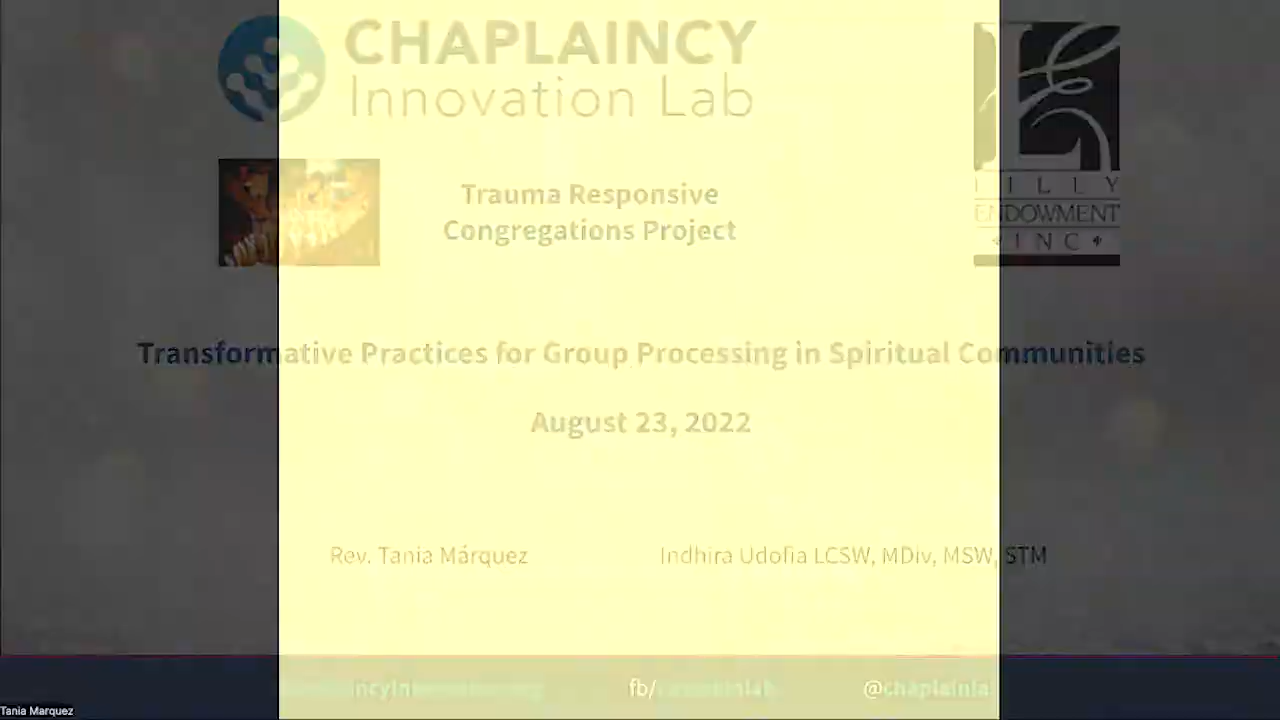 CHAPLAINCY
Innovation Lab
LILLY
ENDOWMENT
INC
Trauma Responsive
Congregations Project
Transformative Practices for Group Processing in Spiritual Communities
August 23, 2022
Rev. Tania Márquez
Indhira Udofia LCSW, MDiv, MSW, STM
fb/
Tania Marquez